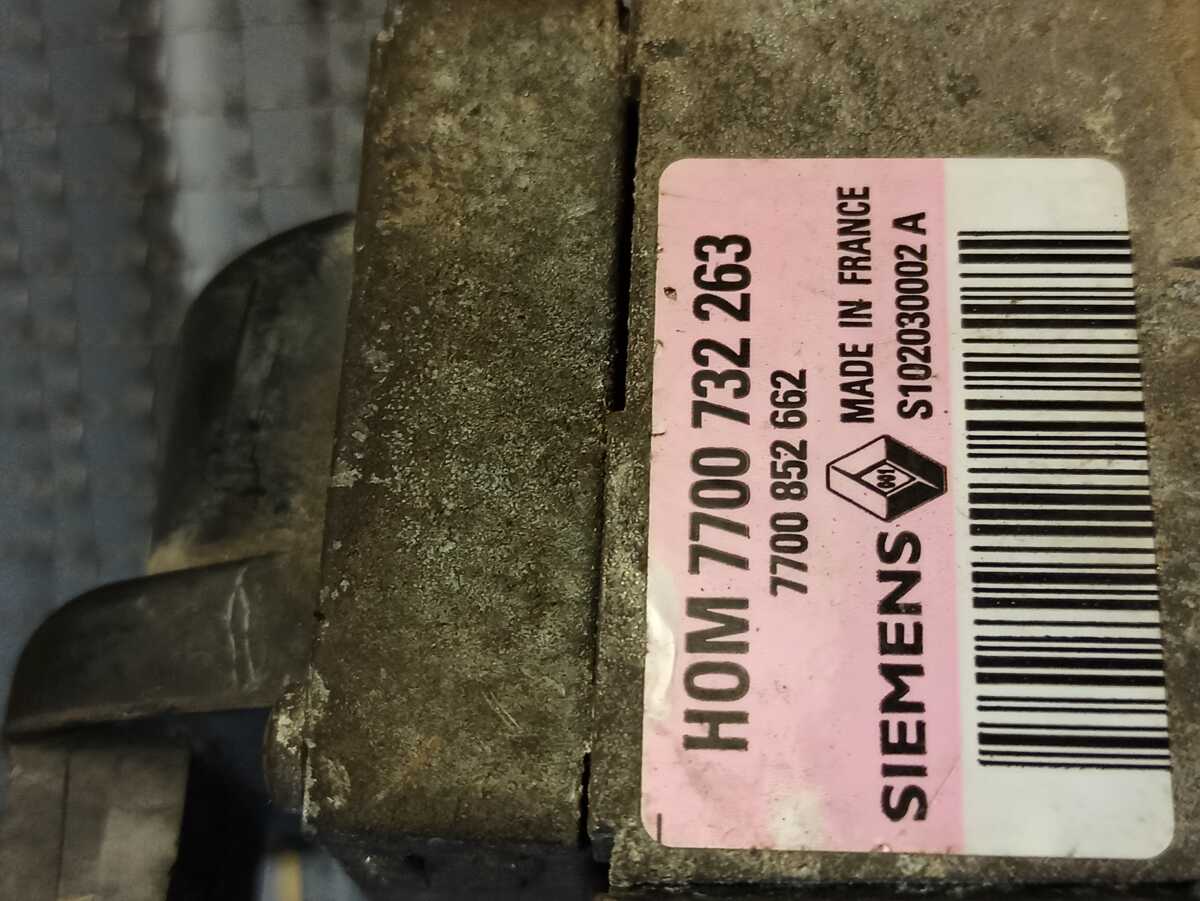 HOM 7700 732 263
7700 852 662
MADE IN FRANCE
SIEMENS
S102030002 A